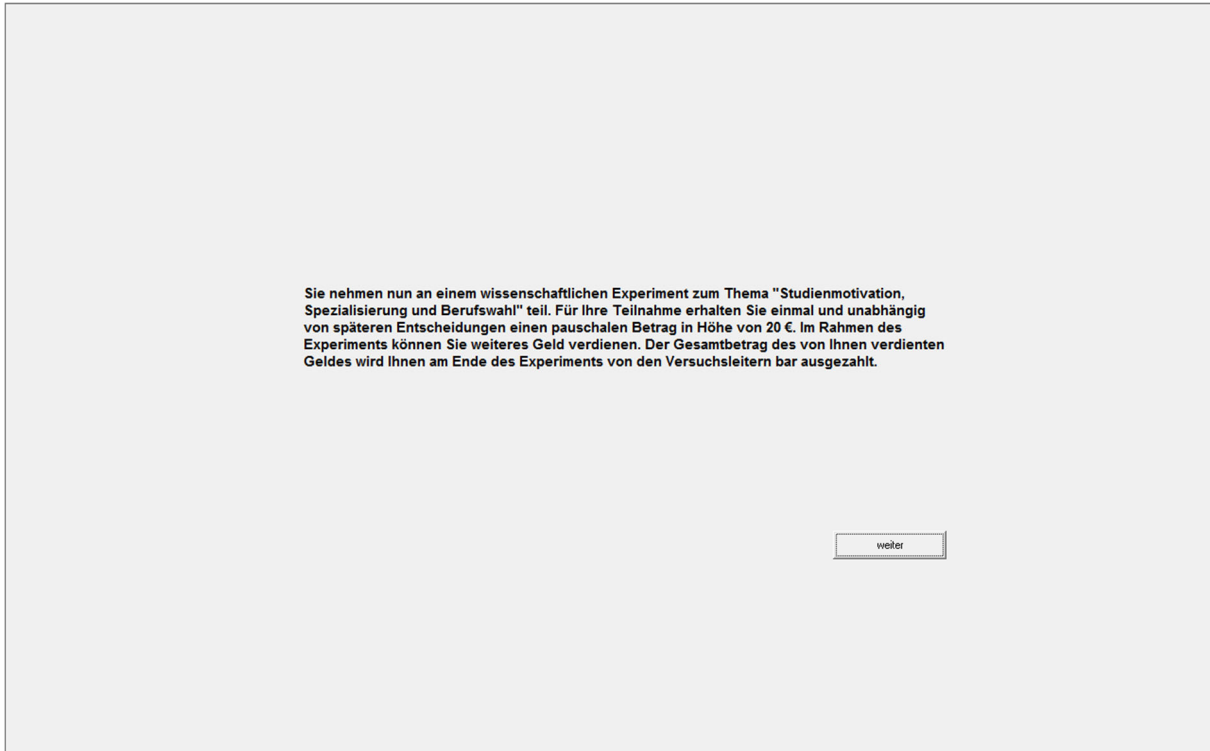 Sie nehmen nun an einem wissenschaftlichen Experiment zum Thema "Studienmotivation,
Spezialisierung und Berufswahl" teil. Für Ihre Teilnahme erhalten Sie einmal und unabhängig
von späteren Entscheidungen einen pauschalen Betrag in Höhe von 20 €. Im Rahmen des
Experiments können Sie weiteres Geld verdienen. Der Gesamtbetrag des von Ihnen verdienten
Geldes wird Ihnen am Ende des Experiments von den Versuchsleitern bar ausgezahlt.
weiter